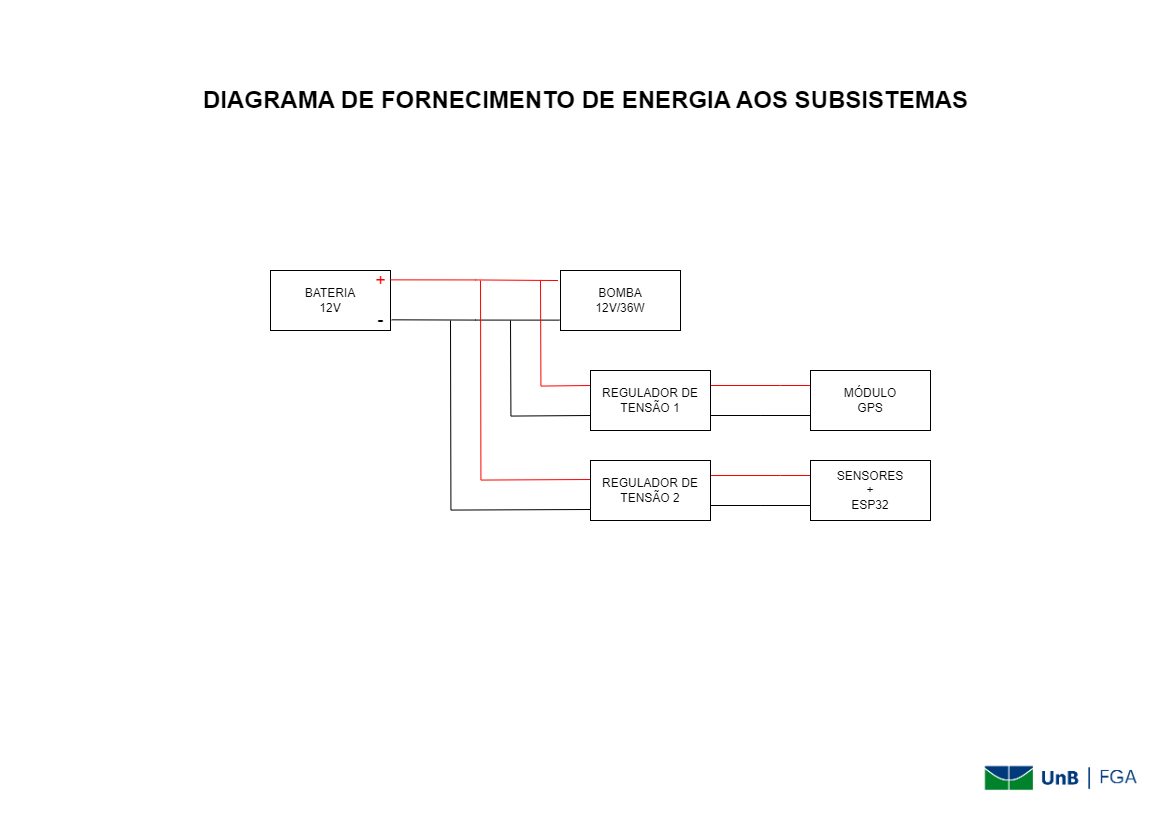 DIAGRAMA DE FORNECIMENTO DE ENERGIA AOS SUBSISTEMAS
BATERIA
12V
+
-
BOMBA
12V/36W
REGULADOR DE
TENSÃO 1
MÓDULO
GPS
REGULADOR DE
TENSÃO 2
SENSORES
+
ESP32
UnB | FGA